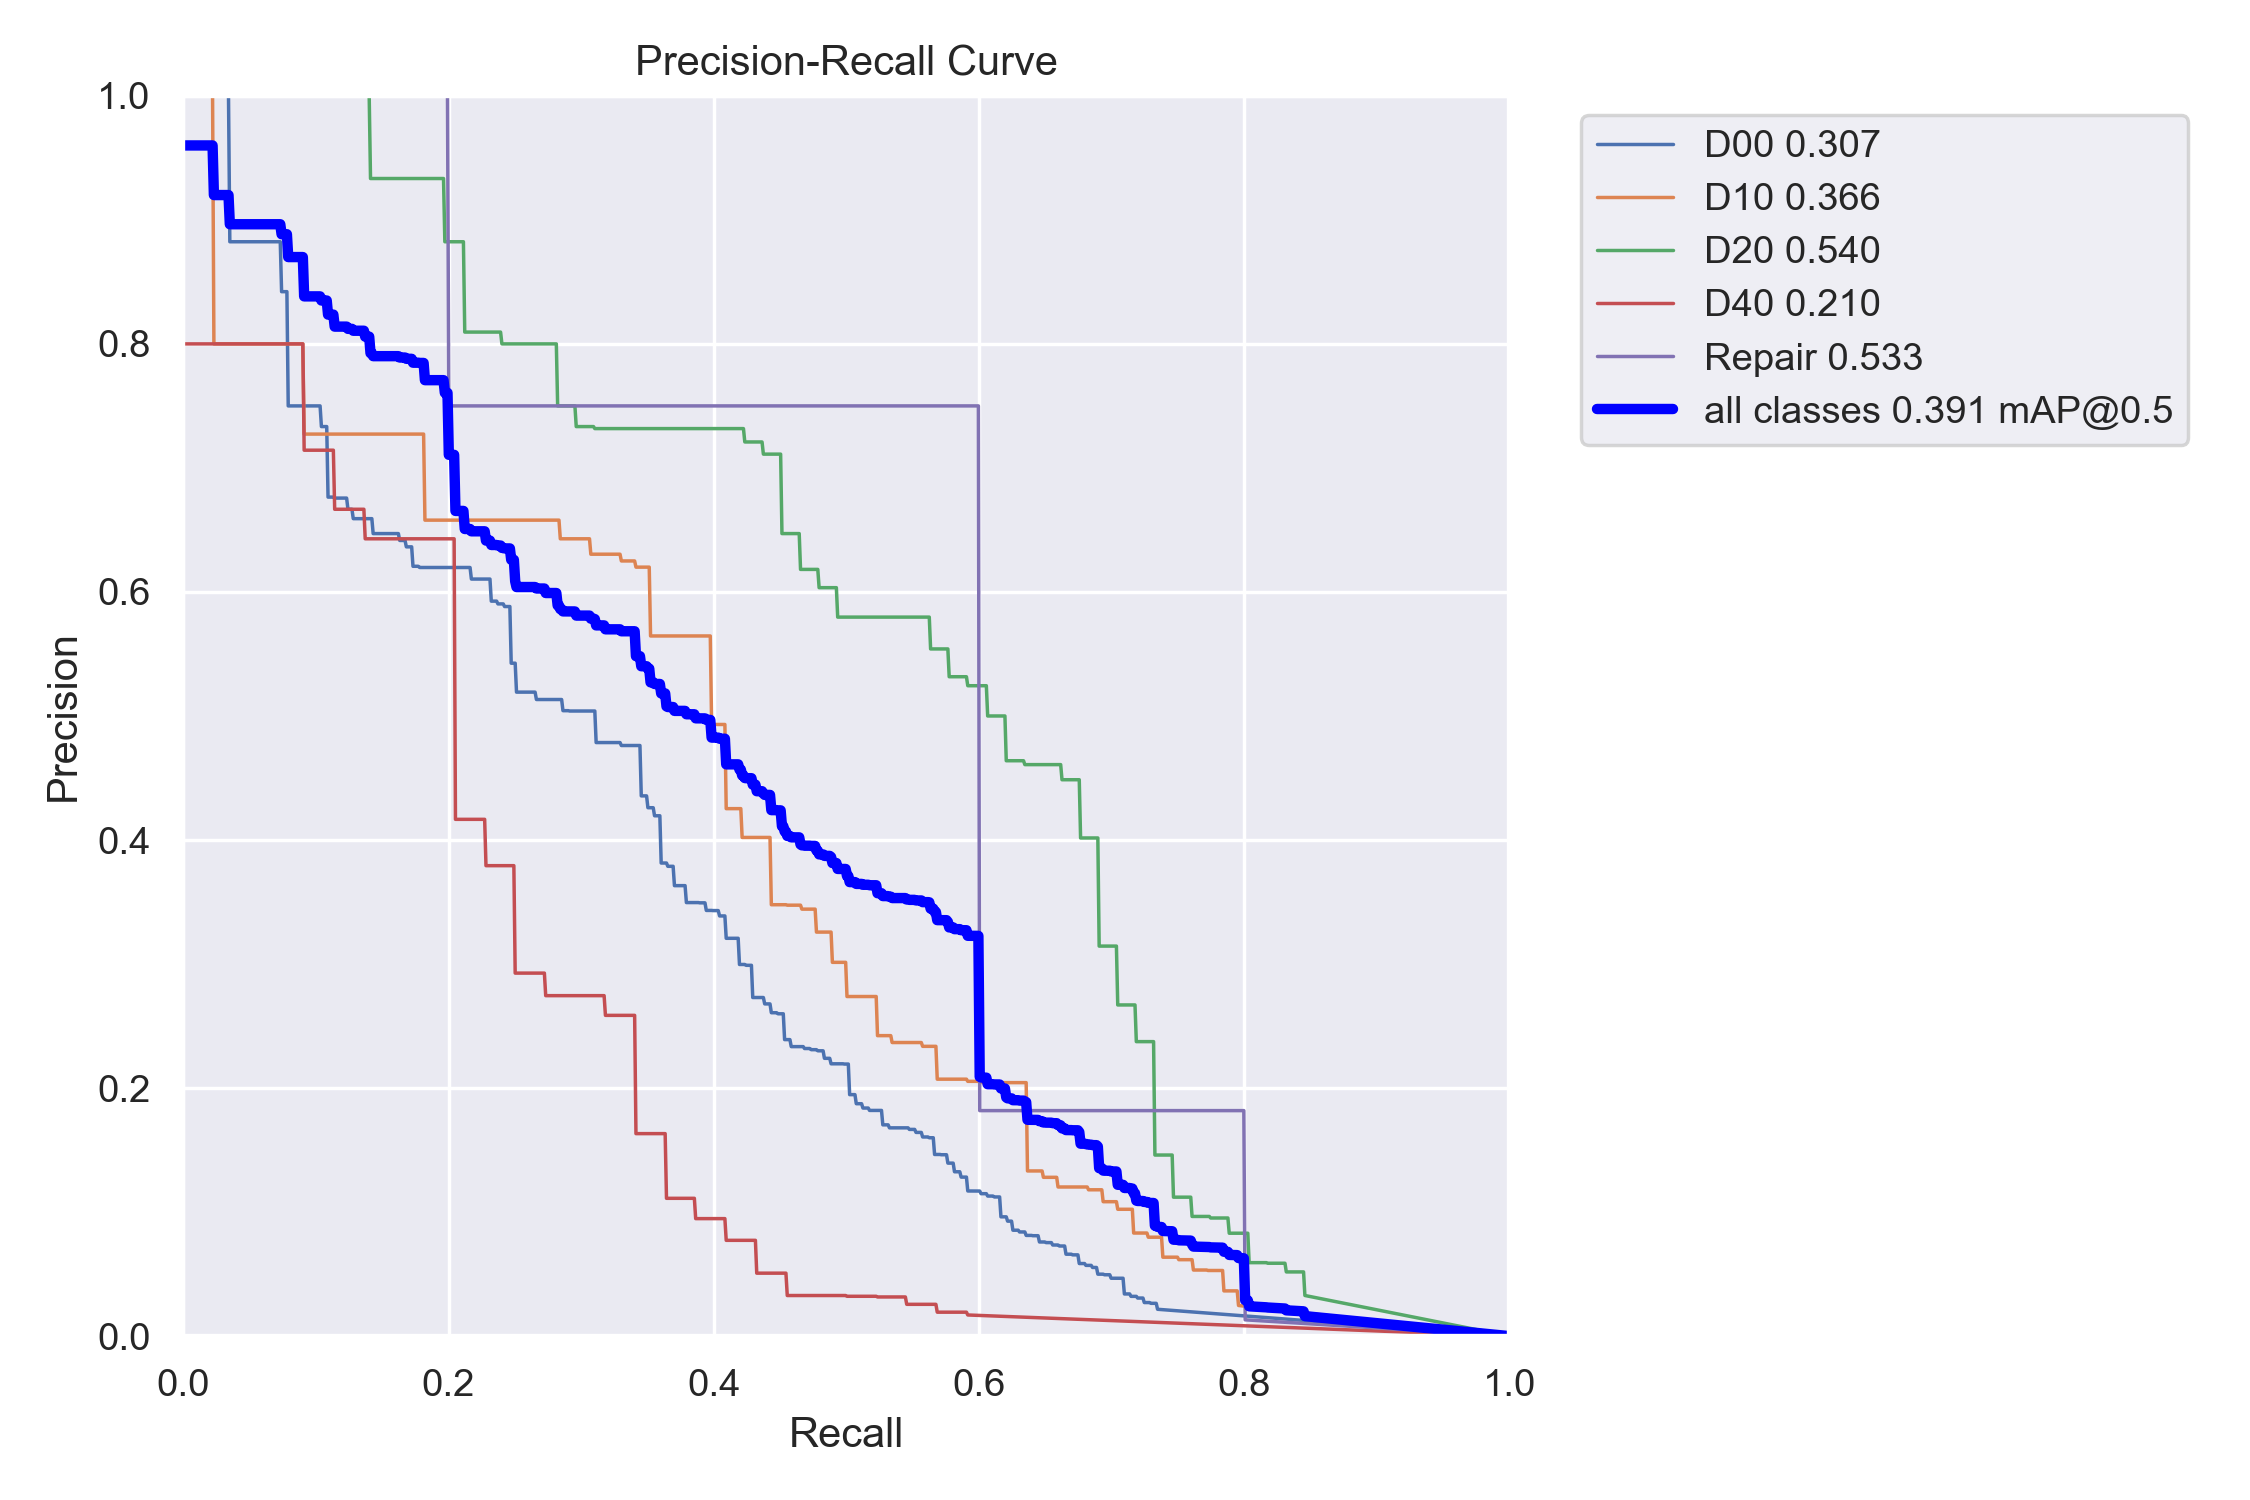 Precision-Recall Curve
1.0
0.8
0.6
0.4
0.2
0.0
Precision
0.0 0.2 0.4 0.6 0.8 1.0
Recall
D00 0.307
D10 0.366
D20 0.540
D40 0.210
Repair 0.533
all classes 0.391 mAP@0.5